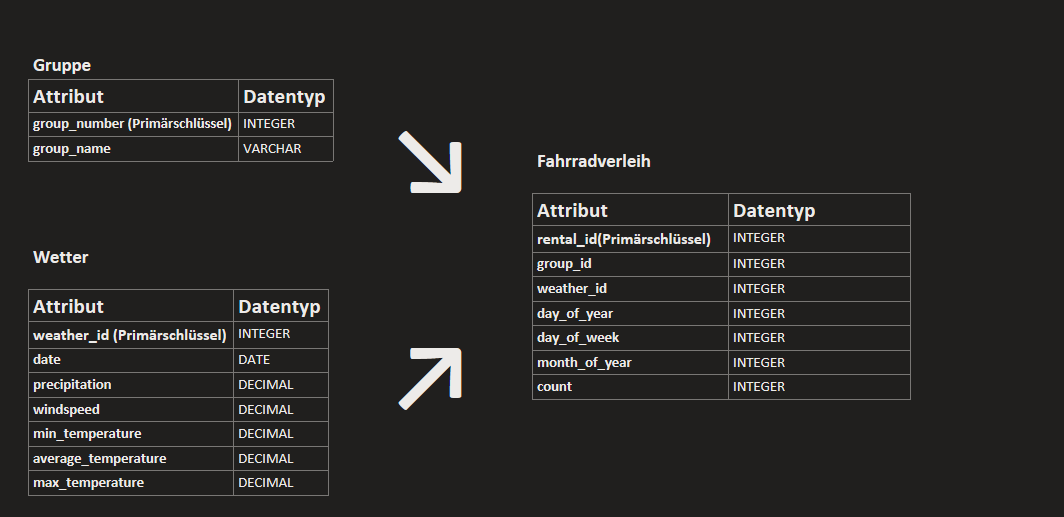 Gruppe
Attribut Datentyp
group_number (Primärschlüssel) INTEGER
group_name VARCHAR
Wetter
Attribut Datentyp
weather_id (Primärschlüssel) INTEGER
date DATE
precipitation DECIMAL
windspeed DECIMAL
min_temperature DECIMAL
average_temperature DECIMAL
max_temperature DECIMAL
Fahrradverleih
Attribut Datentyp
rental_id(Primärschlüssel) INTEGER
group_id INTEGER
weather_id INTEGER
day_of_year INTEGER
day_of_week INTEGER
month_of_year INTEGER
count INTEGER